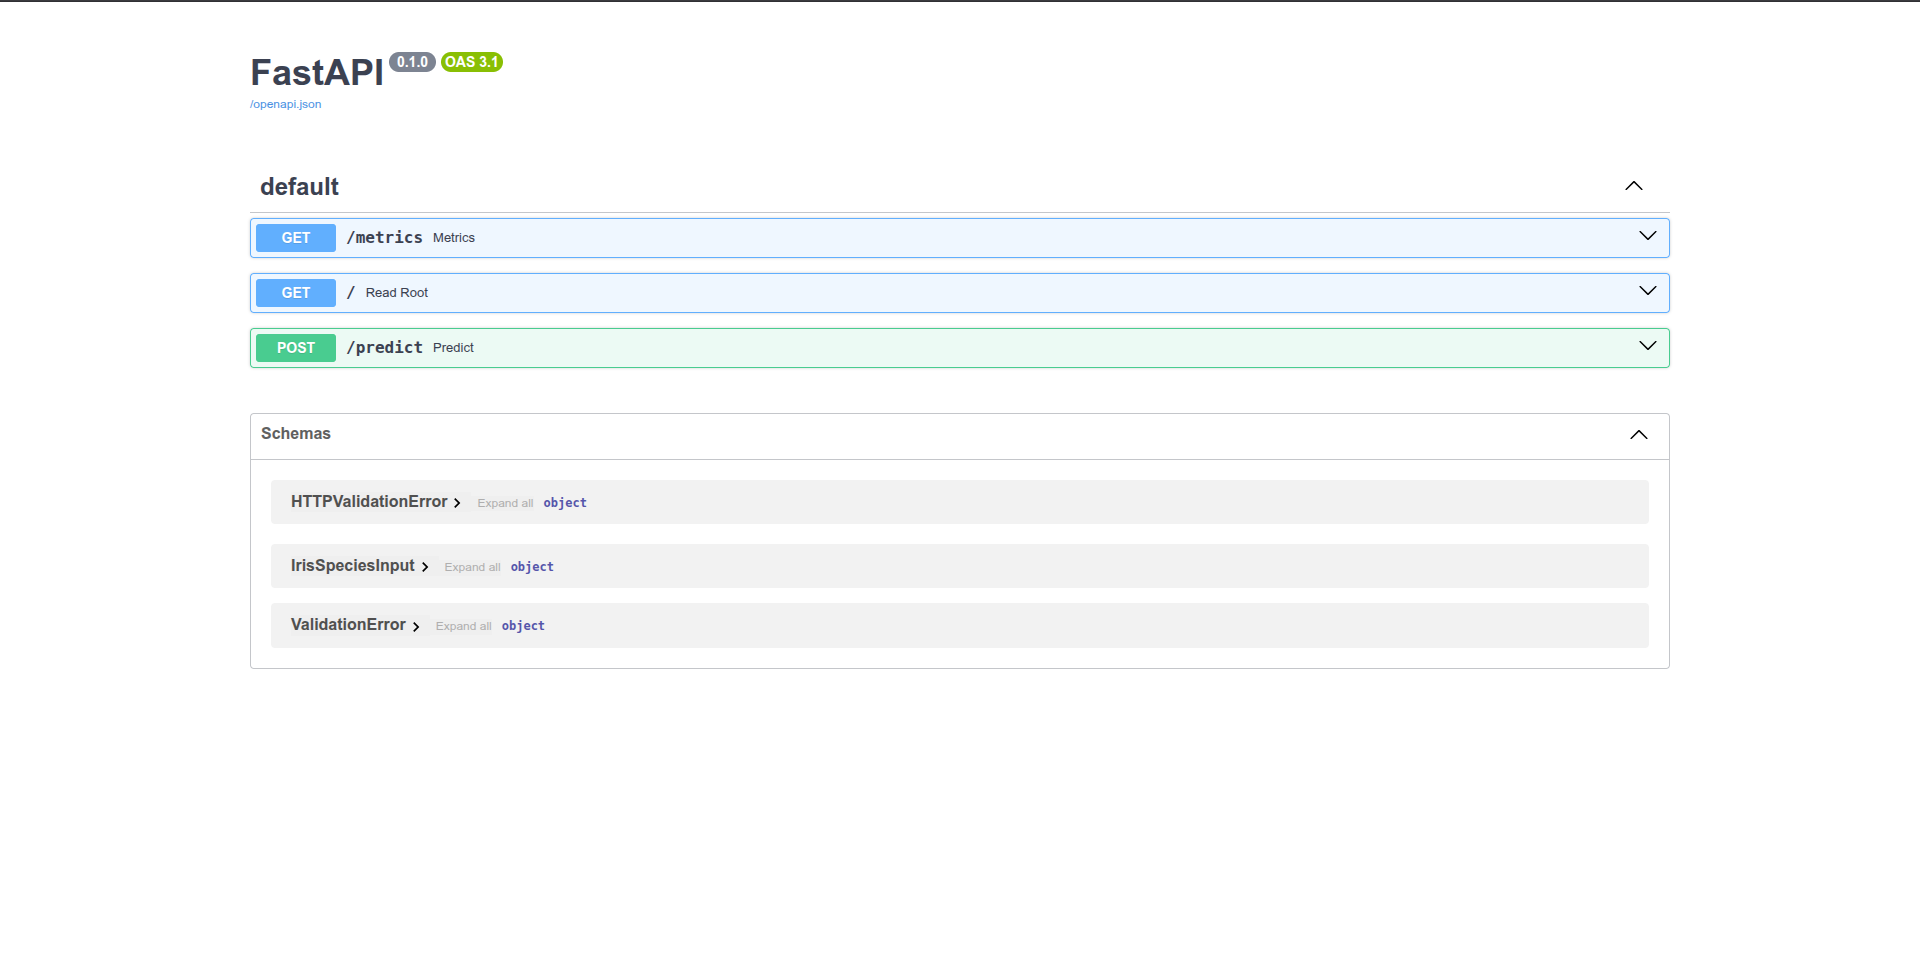 FastAPI 0.1.0 OAS 3.1
/openapi.json
default
GET /metrics Metrics
GET / Read Root
POST /predict Predict
Schemas
HTTPValidationError Expand all object
IrisSpeciesInput Expand all object
ValidationError Expand all object